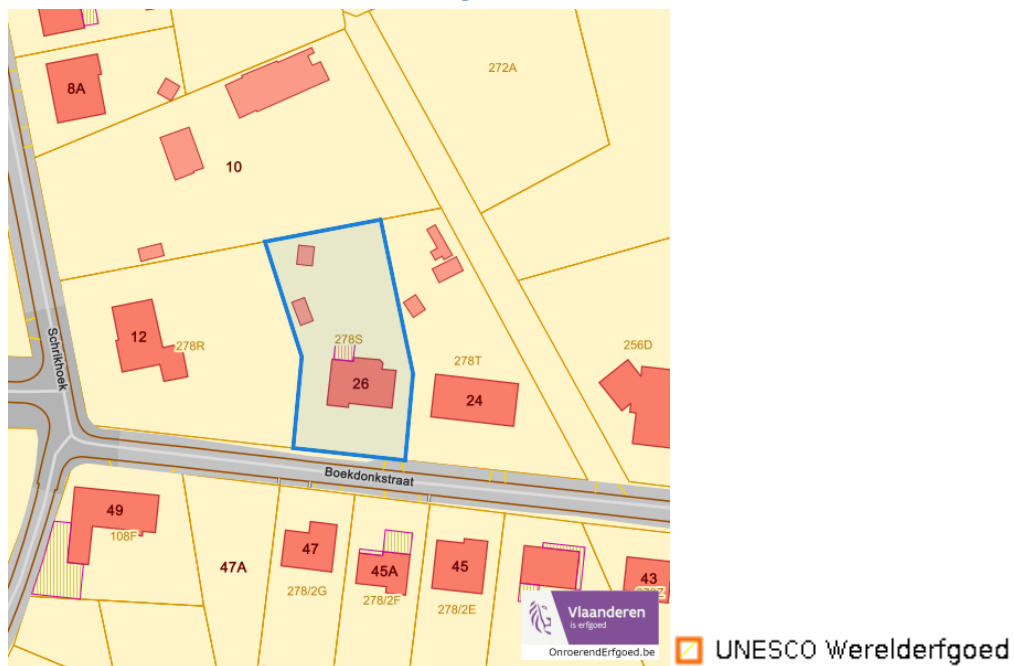 272A
8A
10
Schrikhoek
12
278R
278S
26
278T
24
256D
Boekdonkstraat
49
108F
47A
47
278/2G
45A
278/2F
45
278/2E
43
Vlaanderen
is erfgoed
OnroerendErfgoed.be
UNESCO Werelderfgoed